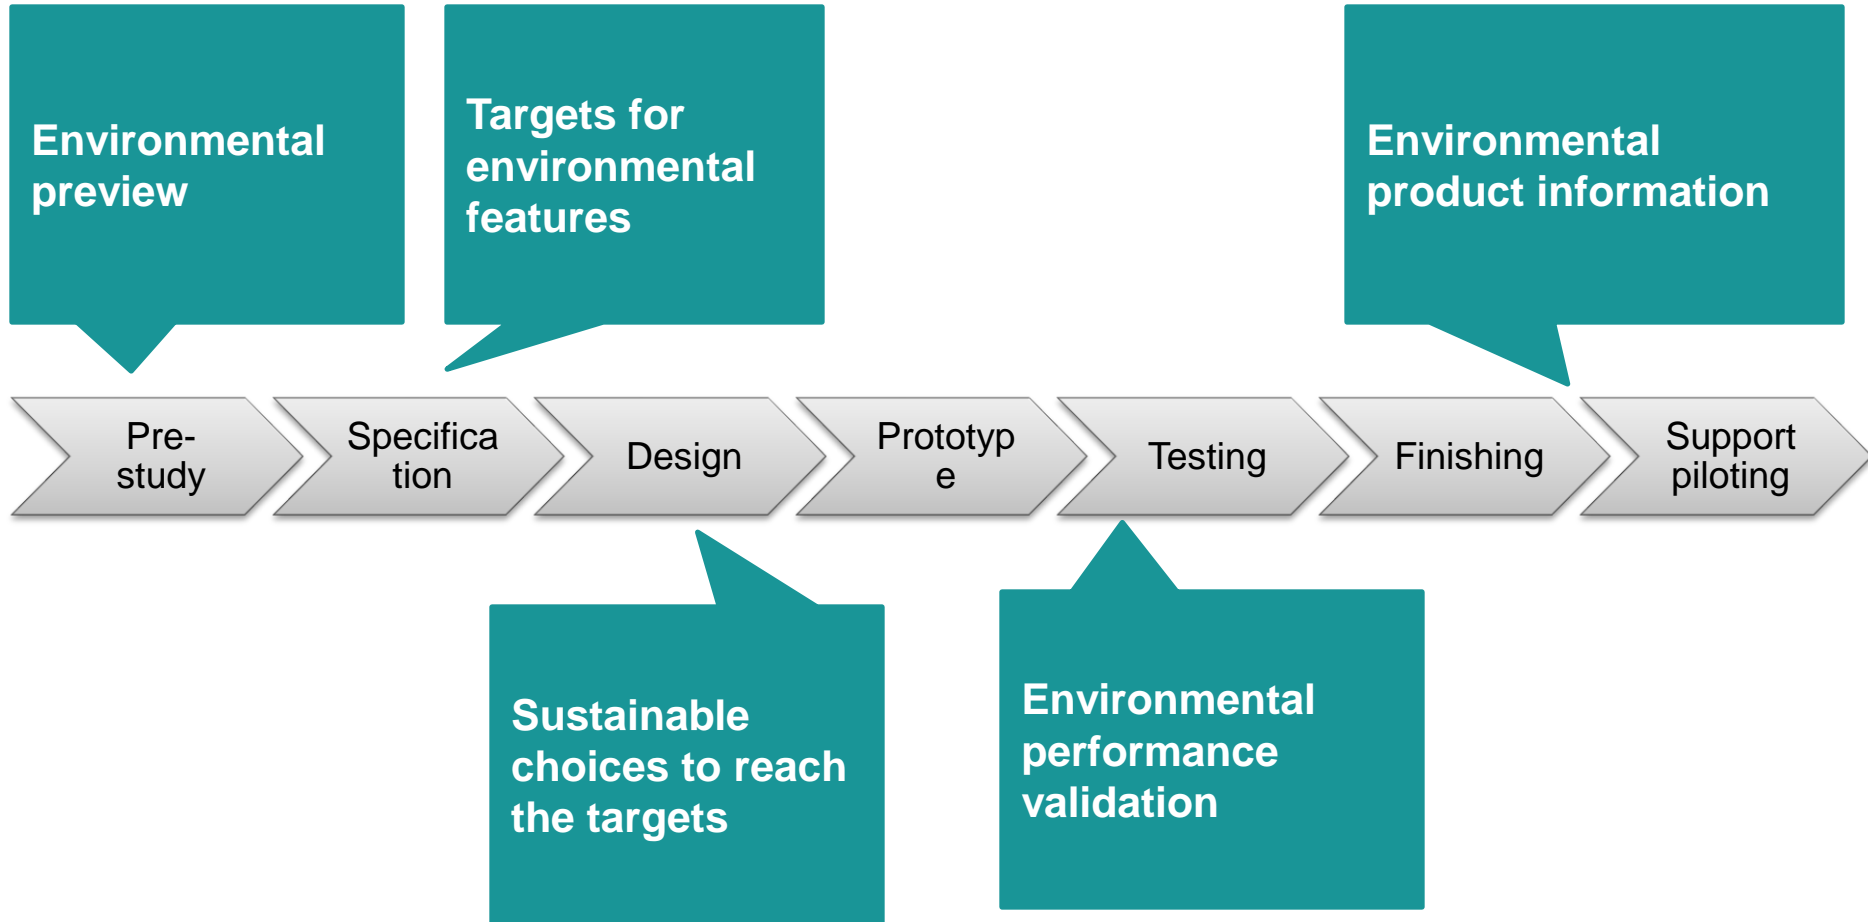 Environmental
preview
Targets for
environmental
features
Environmental
product information
Pre-
study
Specifica
tion
Design
Prototyp
e
Testing
Finishing
Support
piloting
Sustainable
choices to reach
the targets
Environmental
performance
validation